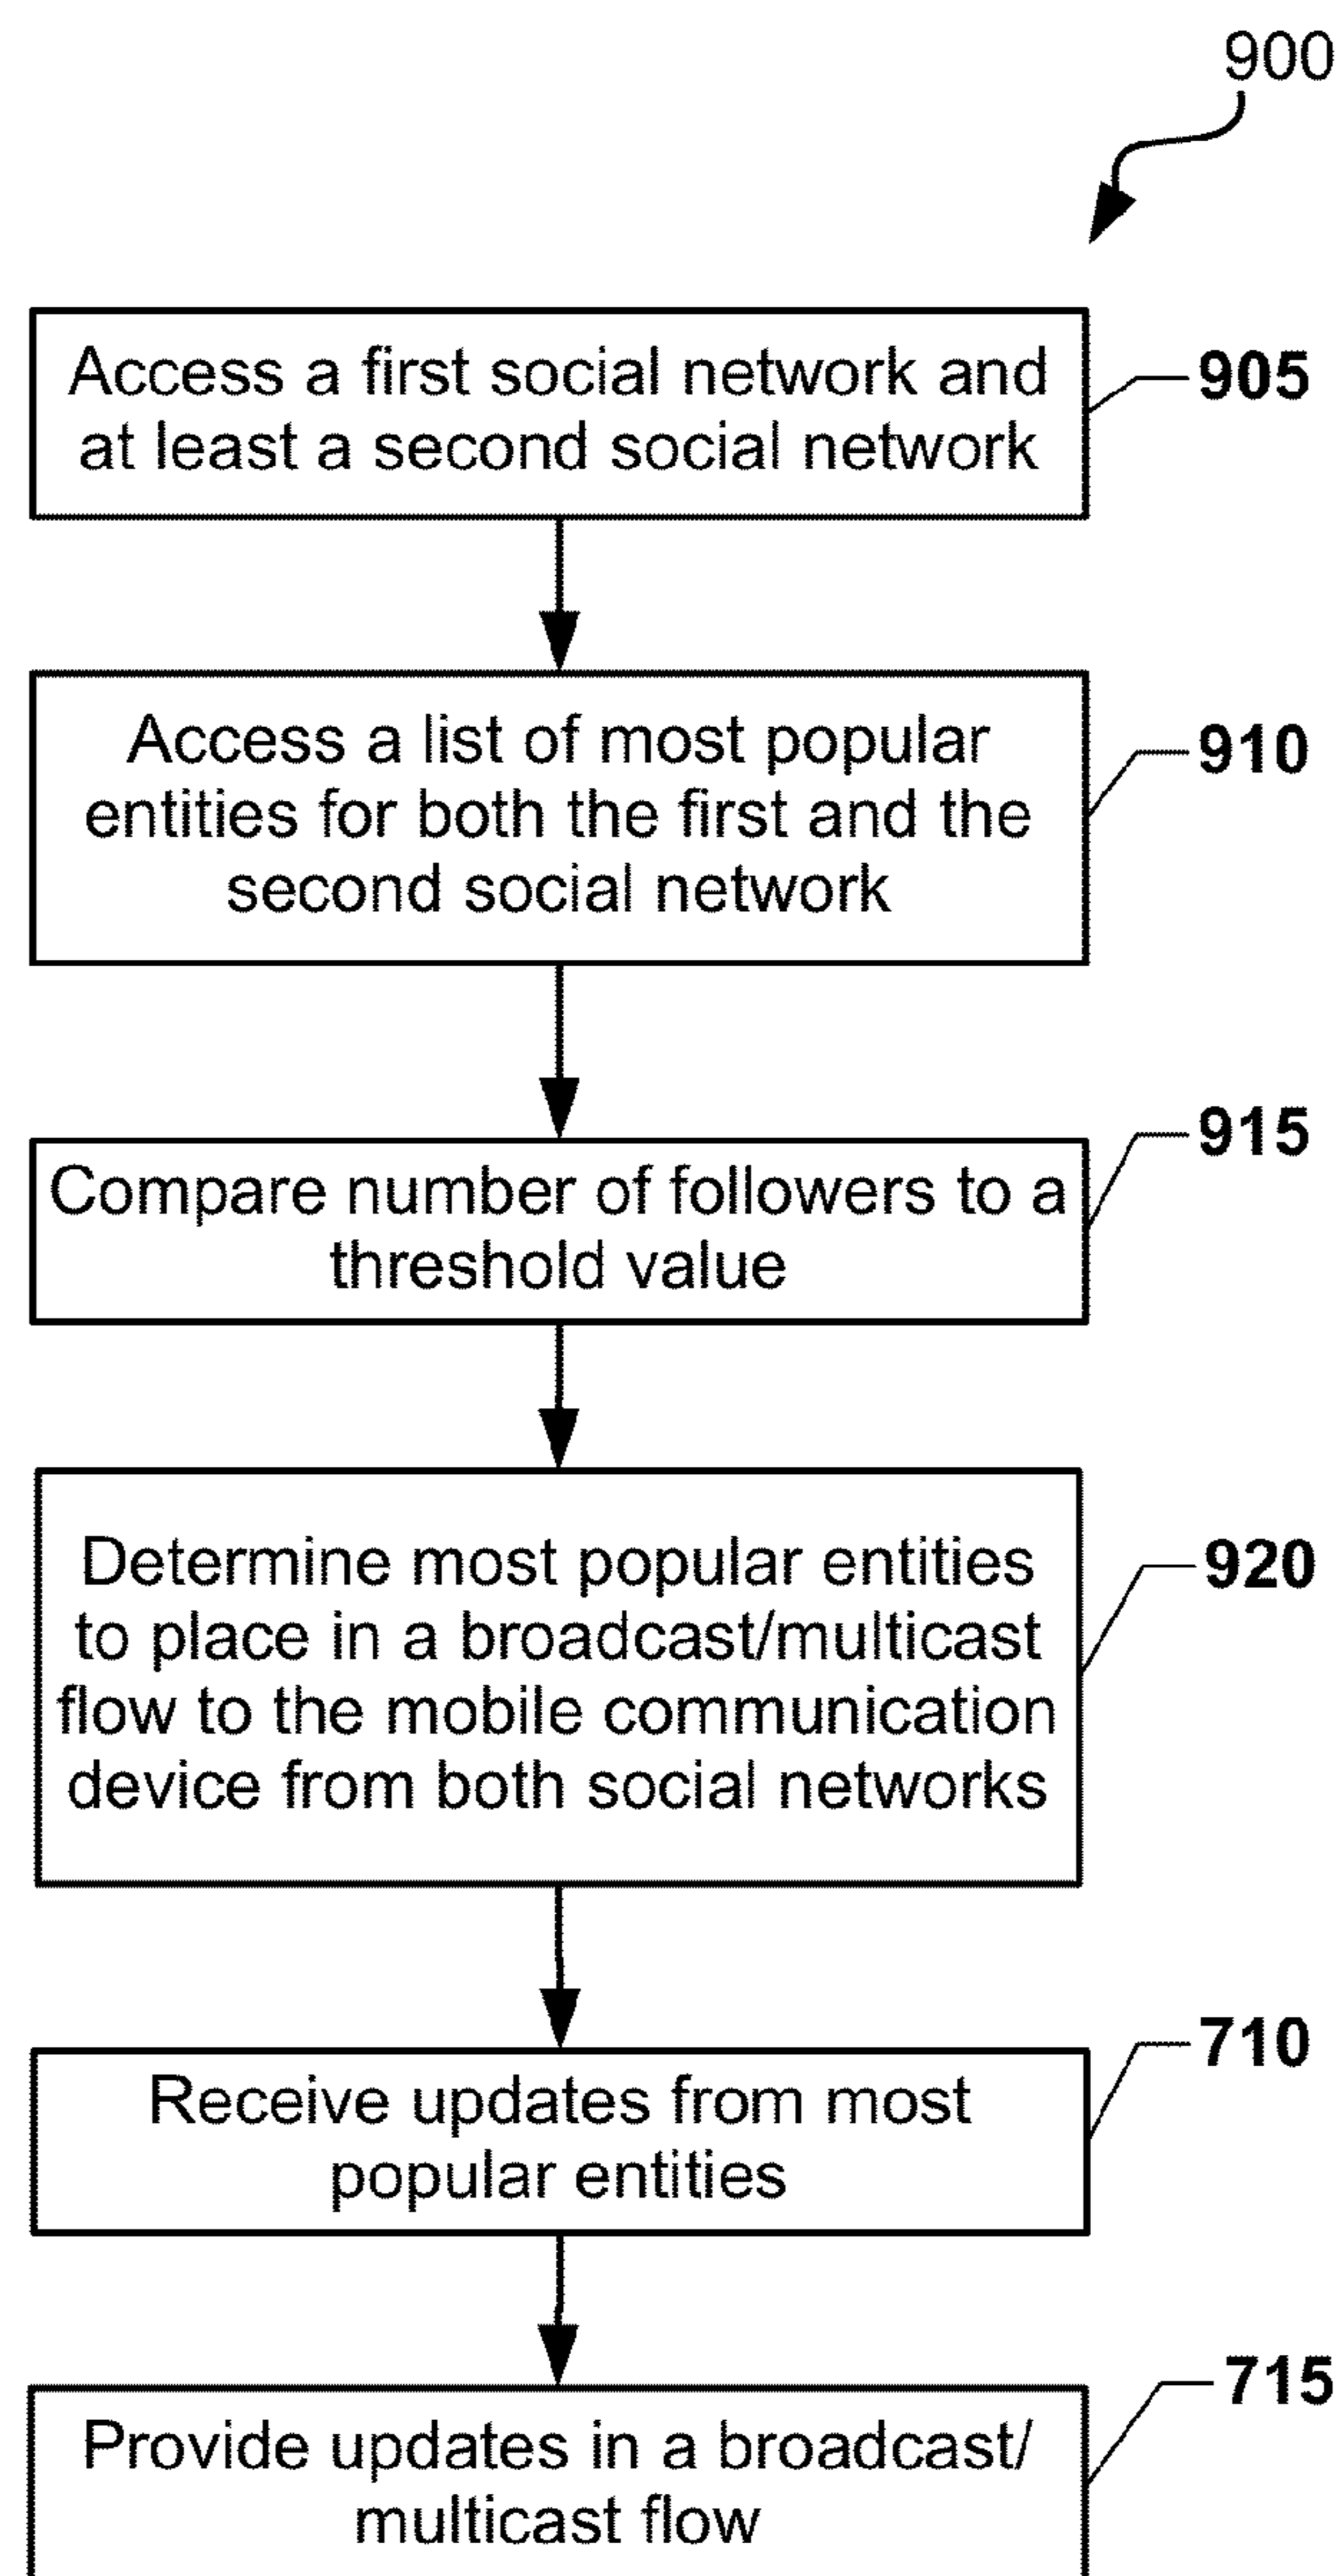 900
Access a first social network and
at least a second social network
905
Access a list of most popular
entities for both the first and the
second social network
910
Compare number of followers to a
threshold value
915
Determine most popular entities
to place in a broadcast/multicast
flow to the mobile communication
device from both social networks
920
Receive updates from most
popular entities
710
Provide updates in a broadcast/
multicast flow
715